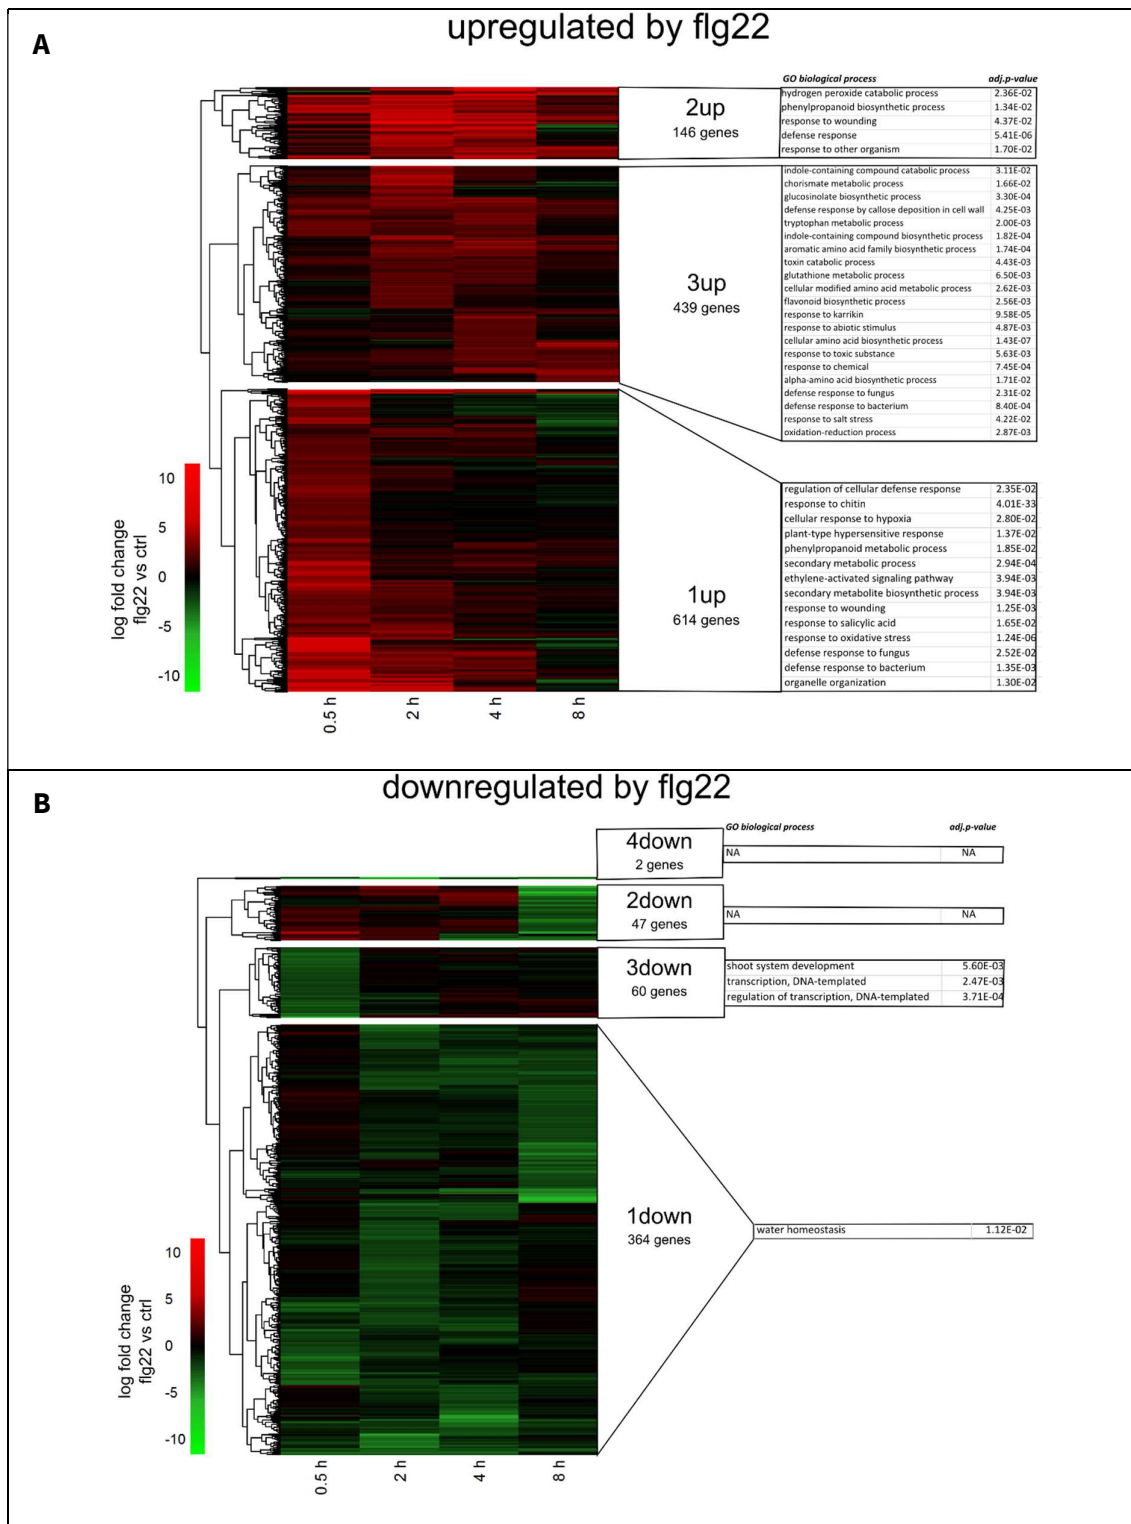 A
upregulated by flg22
GO biological process adj.p-value
2up
146 genes
hydrogen peroxide catabolic process 2.36E-02
phenylpropanoid biosynthetic process 1.34E-02
response to wounding 4.37E-02
defense response 5.41E-06
response to other organism 1.70E-02
3up
439 genes
indole-containing compound catabolic process 3.11E-02
chorismate metabolic process 1.66E-02
glucosinolate biosynthetic process 3.30E-04
defense response by callose deposition in cell wall 4.25E-03
tryptophan metabolic process 2.00E-03
indole-containing compound biosynthetic process 1.82E-04
aromatic amino acid family biosynthetic process 1.74E-04
toxin catabolic process 4.43E-03
glutathione metabolic process 6.50E-03
cellular modified amino acid metabolic process 2.62E-03
flavonoid biosynthetic process 2.56E-03
response to karrikin 9.58E-05
response to abiotic stimulus 4.87E-03
cellular amino acid biosynthetic process 1.43E-07
response to toxic substance 5.63E-03
response to chemical 7.45E-04
alpha-amino acid biosynthetic process 1.71E-02
defense response to fungus 2.31E-02
defense response to bacterium 8.40E-04
response to salt stress 4.22E-02
oxidation-reduction process 2.87E-03
1up
614 genes
regulation of cellular defense response 2.35E-02
response to chitin 4.01E-33
cellular response to hypoxia 2.80E-02
plant-type hypersensitive response 1.37E-02
phenylpropanoid metabolic process 1.85E-02
secondary metabolic process 2.94E-04
ethylene-activated signaling pathway 3.94E-03
secondary metabolite biosynthetic process 3.94E-03
response to wounding 1.25E-03
response to salicylic acid 1.65E-02
response to oxidative stress 1.24E-06
defense response to fungus 2.52E-02
defense response to bacterium 1.35E-03
organelle organization 1.30E-02
log fold change
flg22 vs ctrl
10
5
0
-5
-10
0.5 h 2 h 4 h 8 h
B
downregulated by flg22
GO biological process adj.p-value
4down
2 genes
NA NA
2down
47 genes
NA NA
3down
60 genes
shoot system development 5.60E-03
transcription, DNA-templated 2.47E-03
regulation of transcription, DNA-templated 3.71E-04
1down
364 genes
water homeostasis 1.12E-02
log fold change
flg22 vs ctrl
10
5
0
-5
-10
0.5 h 2 h 4 h 8 h